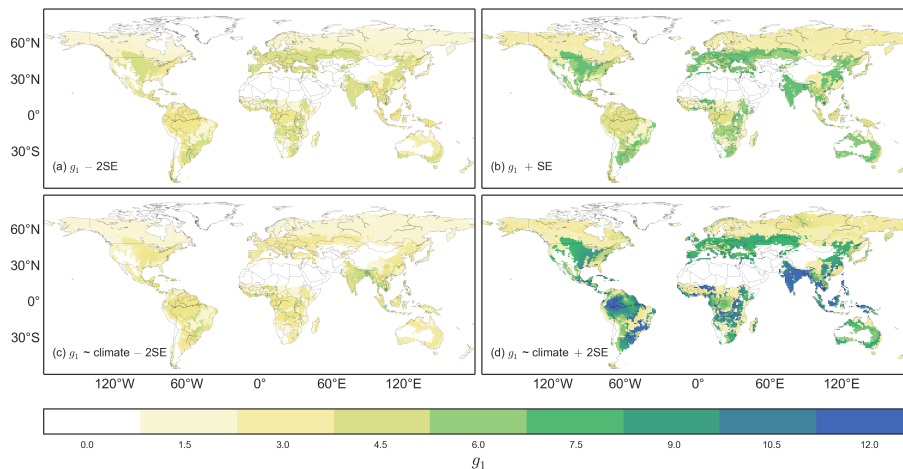 60°N
30°N
0°
30°S
(a) g₁ − 2SE
(b) g₁ + SE
60°N
30°N
0°
30°S
(c) g₁ ~ climate − 2SE
(d) g₁ ~ climate + 2SE
120°W 60°W 0° 60°E 120°E 120°W 60°W 0° 60°E 120°E
0.0 1.5 3.0 4.5 6.0 7.5 9.0 10.5 12.0
g₁